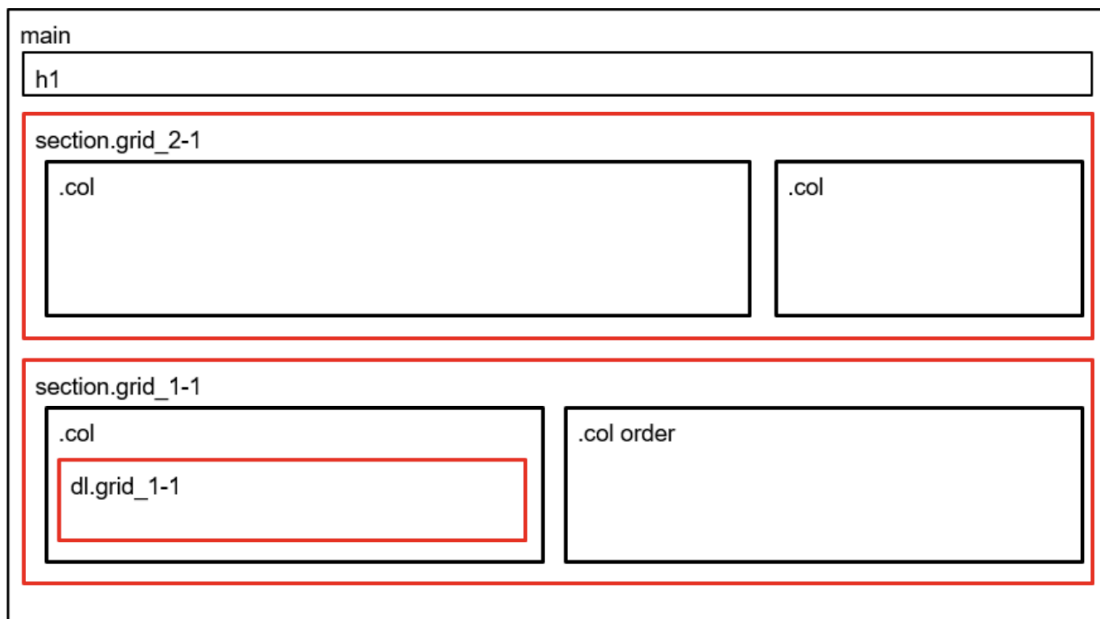 main
h1
section.grid_2-1
.col
.col
section.grid_1-1
.col
.col order
dl.grid_1-1